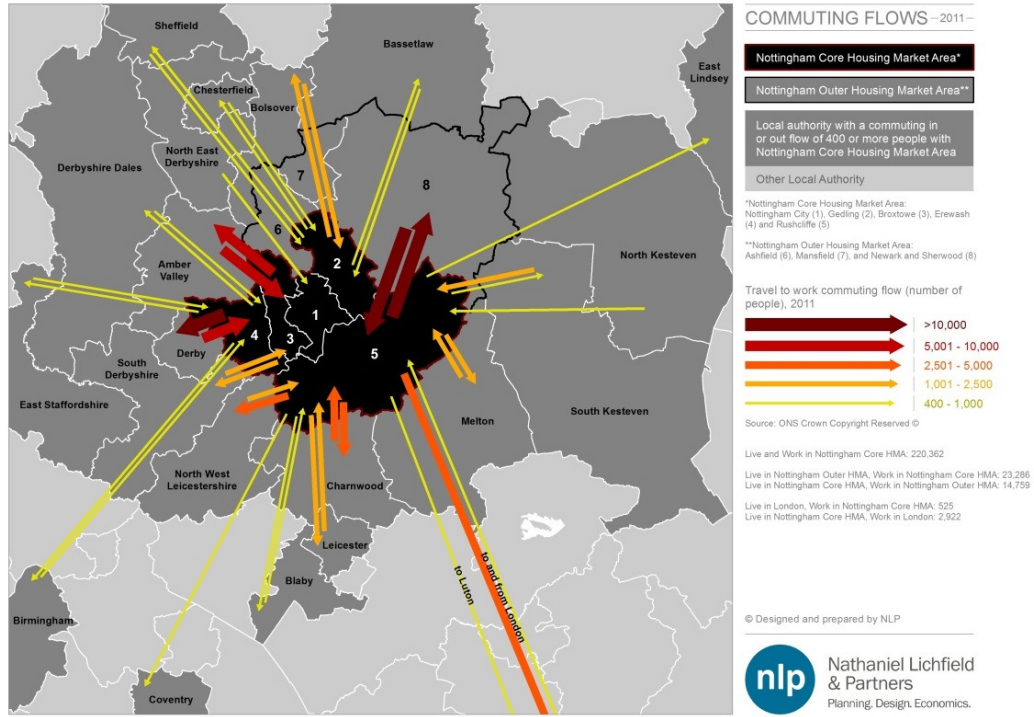 COMMUTING FLOWS – 2011 –
Nottingham Core Housing Market Area*
Nottingham Outer Housing Market Area**
Local authority with a commuting in
or out flow of 400 or more people with
Nottingham Core Housing Market Area
Other Local Authority
*Nottingham Core Housing Market Area:
Nottingham City (1), Gedling (2), Broxtowe (3), Erewash
(4) and Rushcliffe (5)
**Nottingham Outer Housing Market Area:
Ashfield (6), Mansfield (7), and Newark and Sherwood (8)
Travel to work commuting flow (number of
people), 2011
>10,000
5,001 - 10,000
2,501 - 5,000
1,001 - 2,500
400 - 1,000
Source: ONS Crown Copyright Reserved ©
Live and Work in Nottingham Core HMA: 220,362
Live in Nottingham Outer HMA, Work in Nottingham Core HMA: 23,286
Live in Nottingham Core HMA, Work in Nottingham Outer HMA: 14,759
Live in London, Work in Nottingham Core HMA: 525
Live in Nottingham Core HMA, Work in London: 2,922
© Designed and prepared by NLP
nlp
Nathaniel Lichfield
& Partners
Planning. Design. Economics.
Sheffield
Bassetlaw
East
Lindsey
Chesterfield
Bolsover
North East
Derbyshire
Derbyshire Dales
7
8
6
2
North Kesteven
Amber
Valley
1
4
3
5
Derby
South
Derbyshire
East Staffordshire
Melton
South Kesteven
North West
Leicestershire
Charnwood
Leicester
Blaby
Birmingham
Coventry
to Luton
to and from London